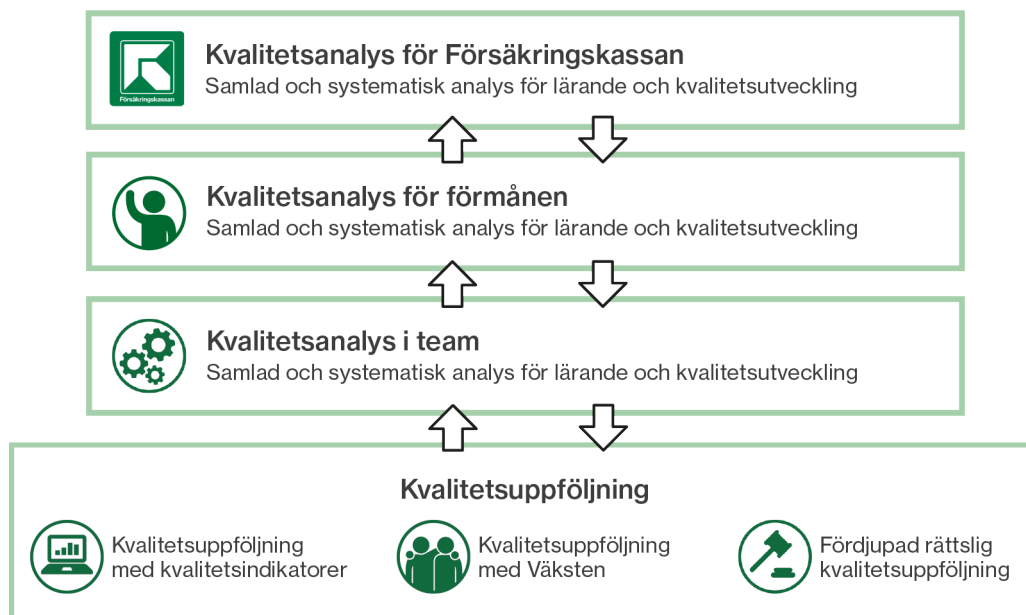 Försäkringskassan
Kvalitetsanalys för Försäkringskassan
Samlad och systematisk analys för lärande och kvalitetsutveckling
Kvalitetsanalys för förmånen
Samlad och systematisk analys för lärande och kvalitetsutveckling
Kvalitetsanalys i team
Samlad och systematisk analys för lärande och kvalitetsutveckling
Kvalitetsuppföljning
Kvalitetsuppföljning
med kvalitetsindikatorer
Kvalitetsuppföljning
med Väksten
Fördjupad rättslig
kvalitetsuppföljning